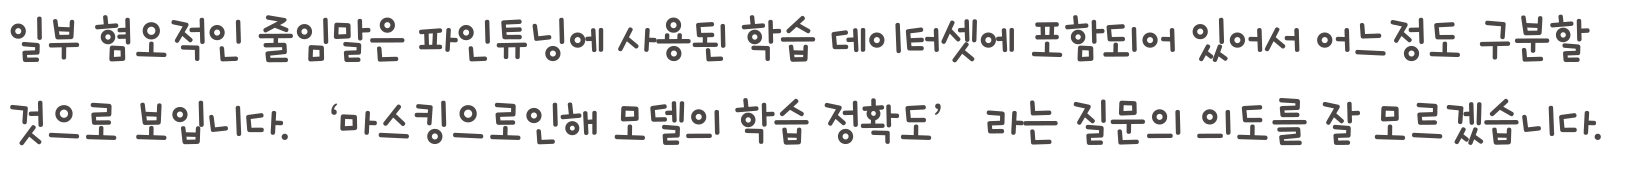 일부 혐오적인 줄임말은 파인튜닝에 사용된 학습 데이터셋에 포함되어 있어서 어느정도 구분할
것으로 보입니다. ‘마스킹으로인해 모델의 학습 정확도’ 라는 질문의 의도를 잘 모르겠습니다.